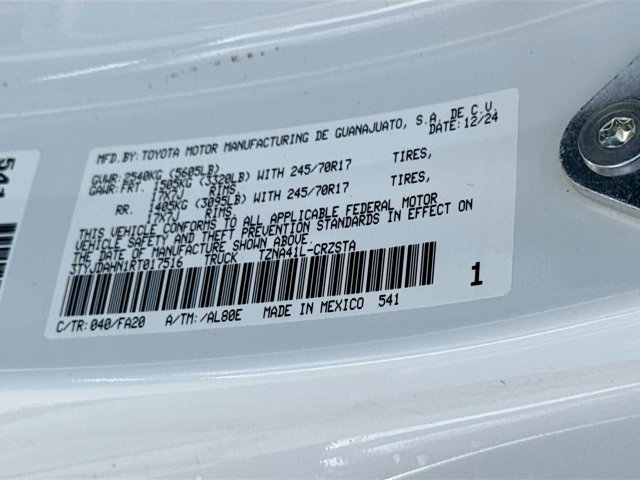 MFD.BY: TOYOTA MOTOR MANUFACTURING DE GUANAJUATO, S.A. DE C.V.
DATE: 12/24
GVWR: 2540KG (5605LB)
GAWR: FRT. 1505KG (3320LB) WITH 245/70R17 TIRES,
17X7J RIMS
RR. 1405KG (3095LB) WITH 245/70R17 TIRES,
17X7J RIMS
THIS VEHICLE CONFORMS TO ALL APPLICABLE FEDERAL MOTOR
VEHICLE SAFETY AND THEFT PREVENTION STANDARDS IN EFFECT ON
THE DATE OF MANUFACTURE SHOWN ABOVE.
3TYJDAHN1RT017516 TRUCK TZNA41L-CRZSTA
1
C/TR: 040/FA20 A/TM: /AL80E MADE IN MEXICO 541
541